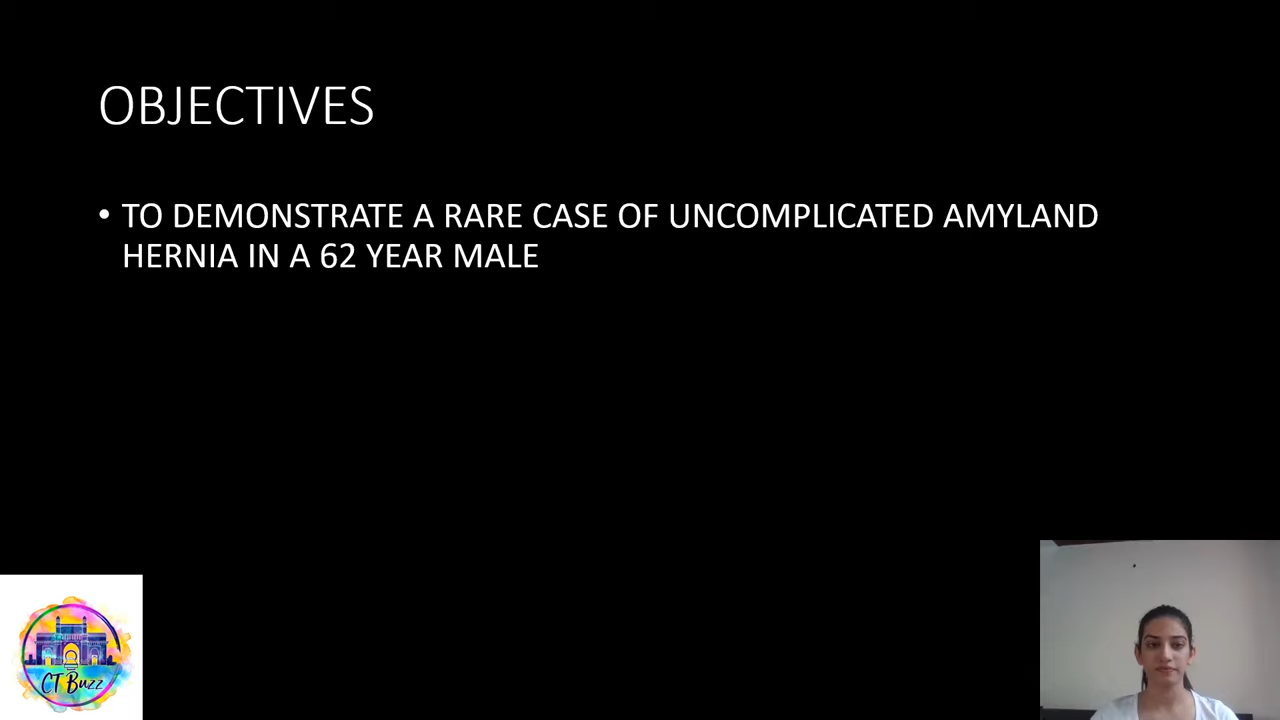 OBJECTIVES
• TO DEMONSTRATE A RARE CASE OF UNCOMPLICATED AMYLAND
HERNIA IN A 62 YEAR MALE
CT Buzz